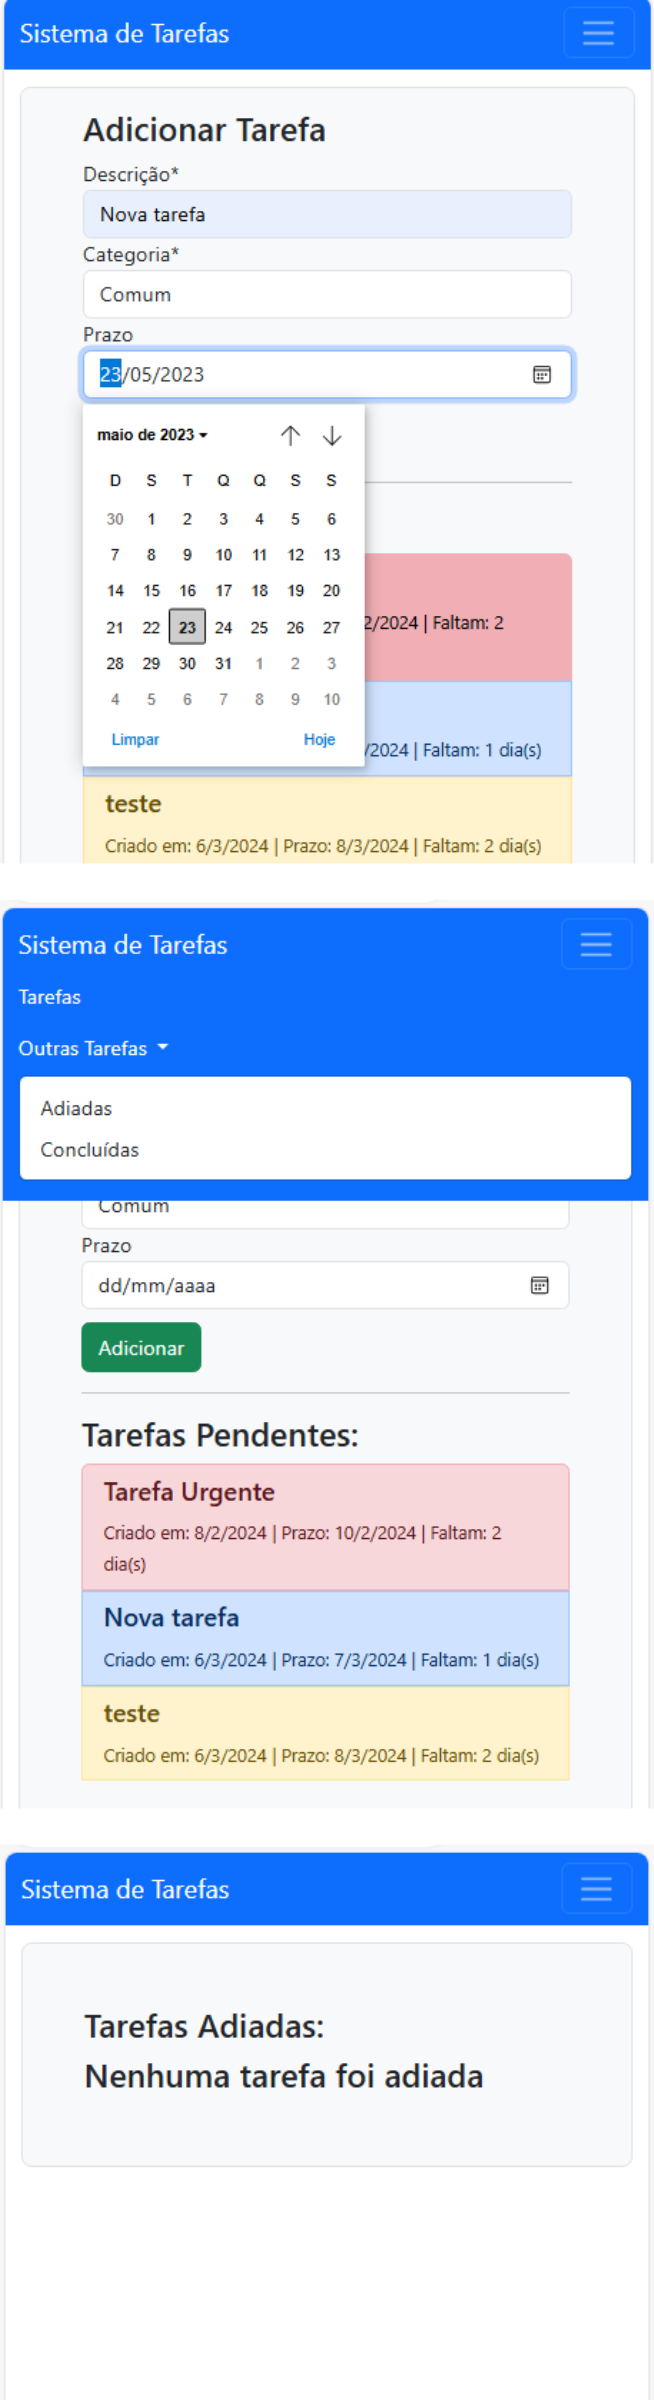 Sistema de Tarefas
Adicionar Tarefa
Descrição*
Nova tarefa
Categoria*
Comum
Prazo
23/05/2023
maio de 2023
D S T Q Q S S
30 1 2 3 4 5 6
7 8 9 10 11 12 13
14 15 16 17 18 19 20
21 22 23 24 25 26 27
28 29 30 31 1 2 3
4 5 6 7 8 9 10
Limpar Hoje
2/2024 | Faltam: 2
/2024 | Faltam: 1 dia(s)
teste
Criado em: 6/3/2024 | Prazo: 8/3/2024 | Faltam: 2 dia(s)
Sistema de Tarefas
Tarefas
Outras Tarefas
Adiadas
Concluídas
Comum
Prazo
dd/mm/aaaa
Adicionar
Tarefas Pendentes:
Tarefa Urgente
Criado em: 8/2/2024 | Prazo: 10/2/2024 | Faltam: 2
dia(s)
Nova tarefa
Criado em: 6/3/2024 | Prazo: 7/3/2024 | Faltam: 1 dia(s)
teste
Criado em: 6/3/2024 | Prazo: 8/3/2024 | Faltam: 2 dia(s)
Sistema de Tarefas
Tarefas Adiadas:
Nenhuma tarefa foi adiada